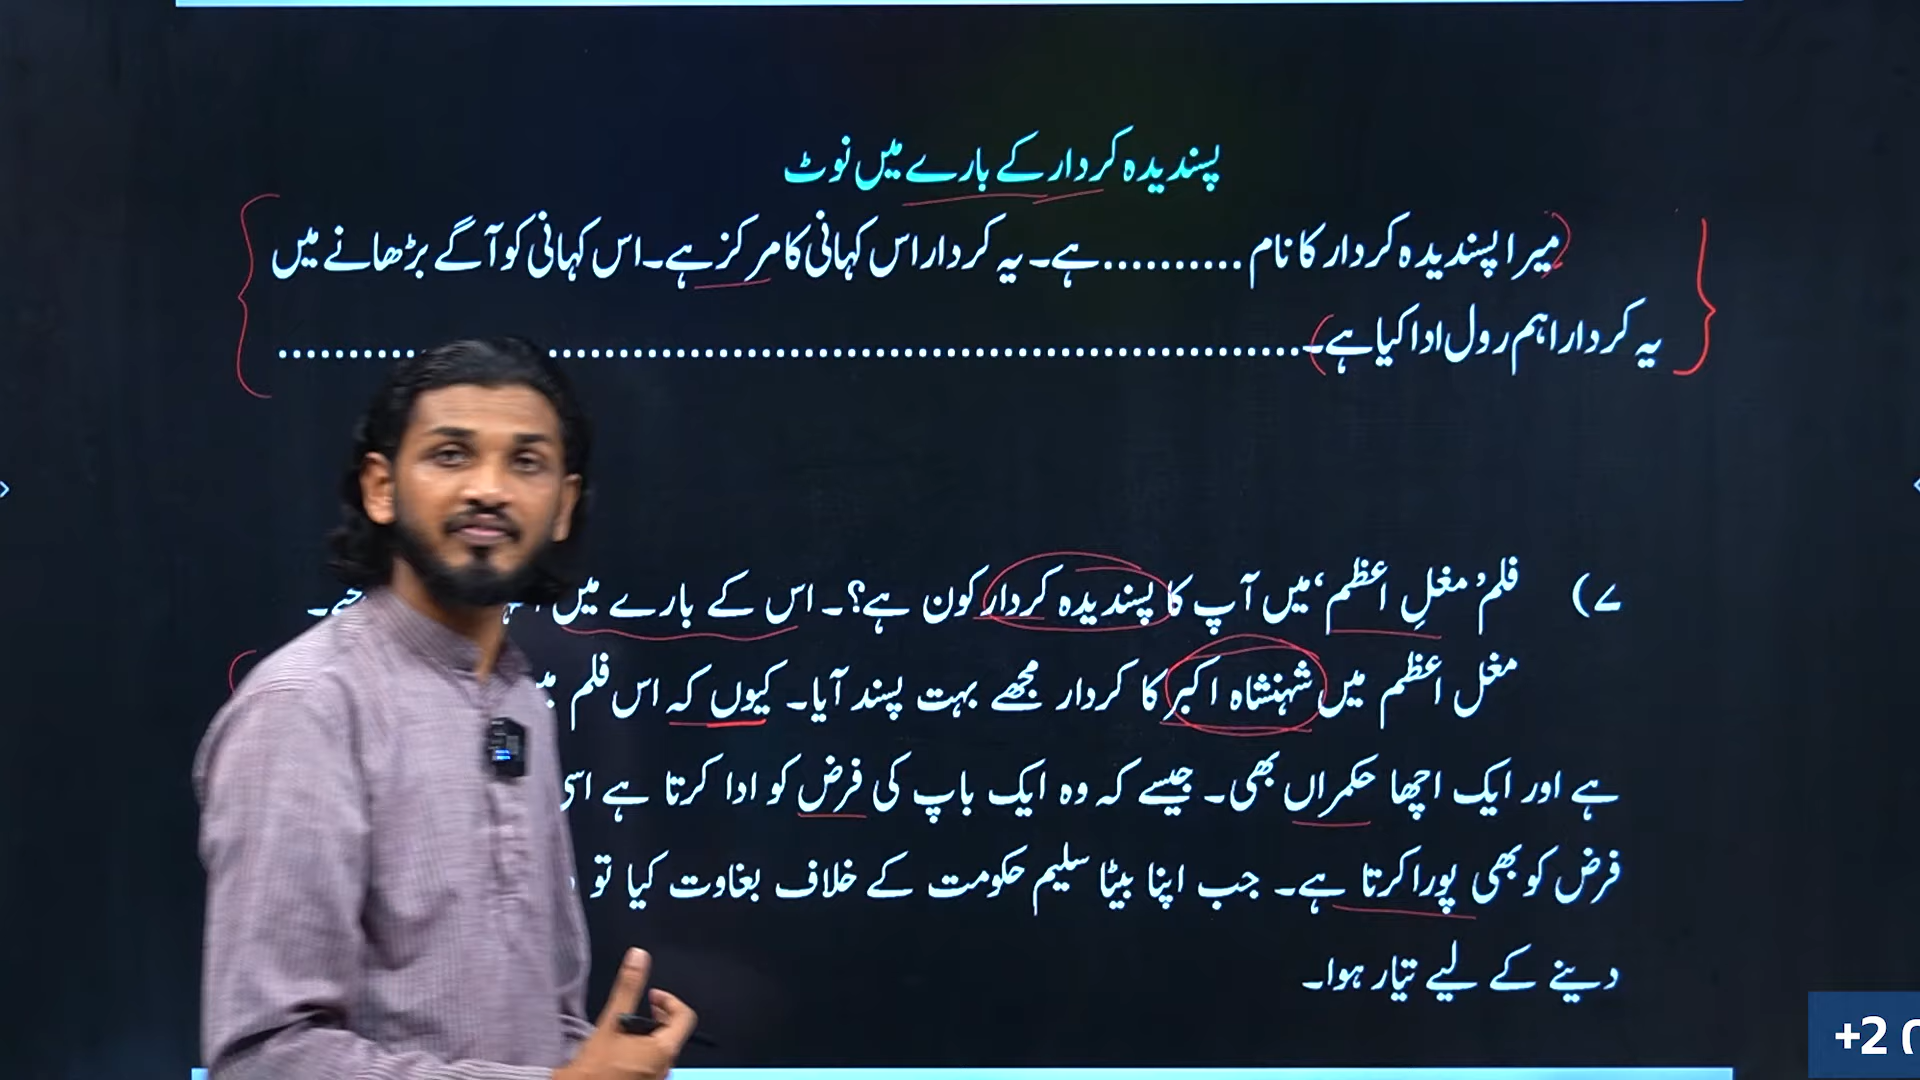 پسندیدہ کردار کے بارے میں نوٹ
میرا پسندیدہ کردار کا نام .......... ہے۔ یہ کردار اس کہانی کا مرکز ہے۔ اس کہانی کو آگے بڑھانے میں
یہ کردار اہم رول ادا کیا ہے۔......................................................................
۷) فلم ’مغلِ اعظم‘ میں آپ کا پسندیدہ کردار کون ہے؟۔ اس کے بارے میں
مغل اعظم میں شہنشاہ اکبر کا کردار مجھے بہت پسند آیا۔ کیوں کہ اس فلم
ہے اور ایک اچھا حکمراں بھی۔ جیسے کہ وہ ایک باپ کی فرض کو ادا کرتا ہے اسی
فرض کو بھی پورا کرتا ہے۔ جب اپنا بیٹا سلیم حکومت کے خلاف بغاوت کیا تو
دینے کے لیے تیار ہوا۔
+2